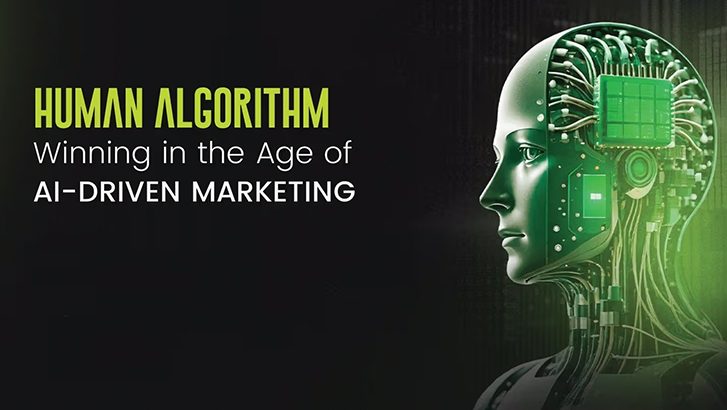 HUMAN ALGORITHM
Winning in the Age of
AI-DRIVEN MARKETING